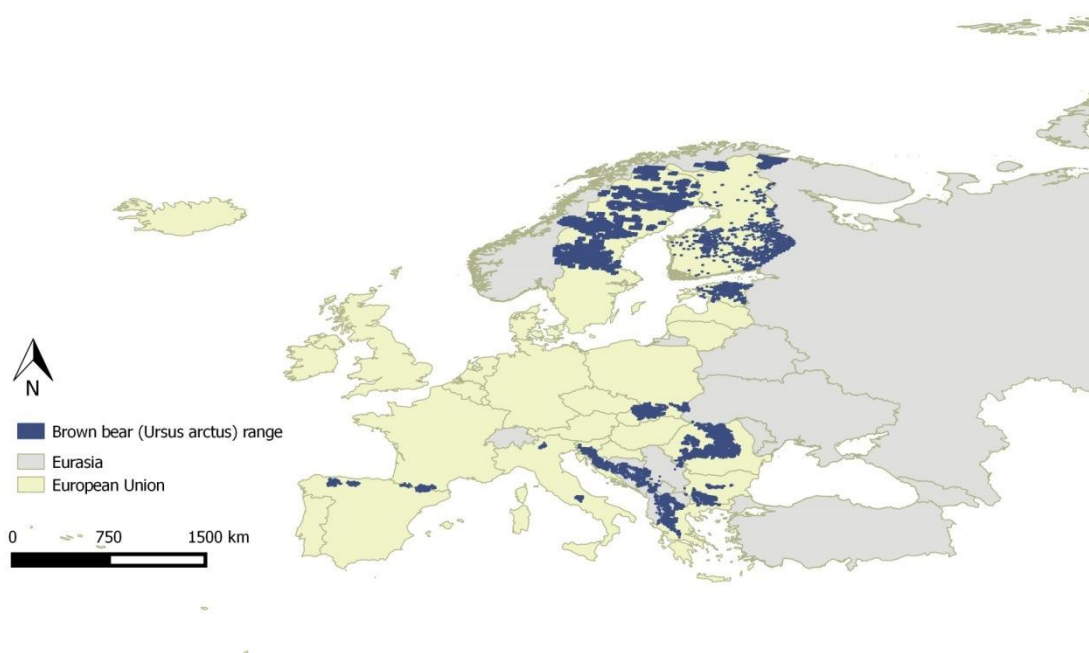 N
Brown bear (Ursus arctus) range
Eurasia
European Union
0 750 1500 km